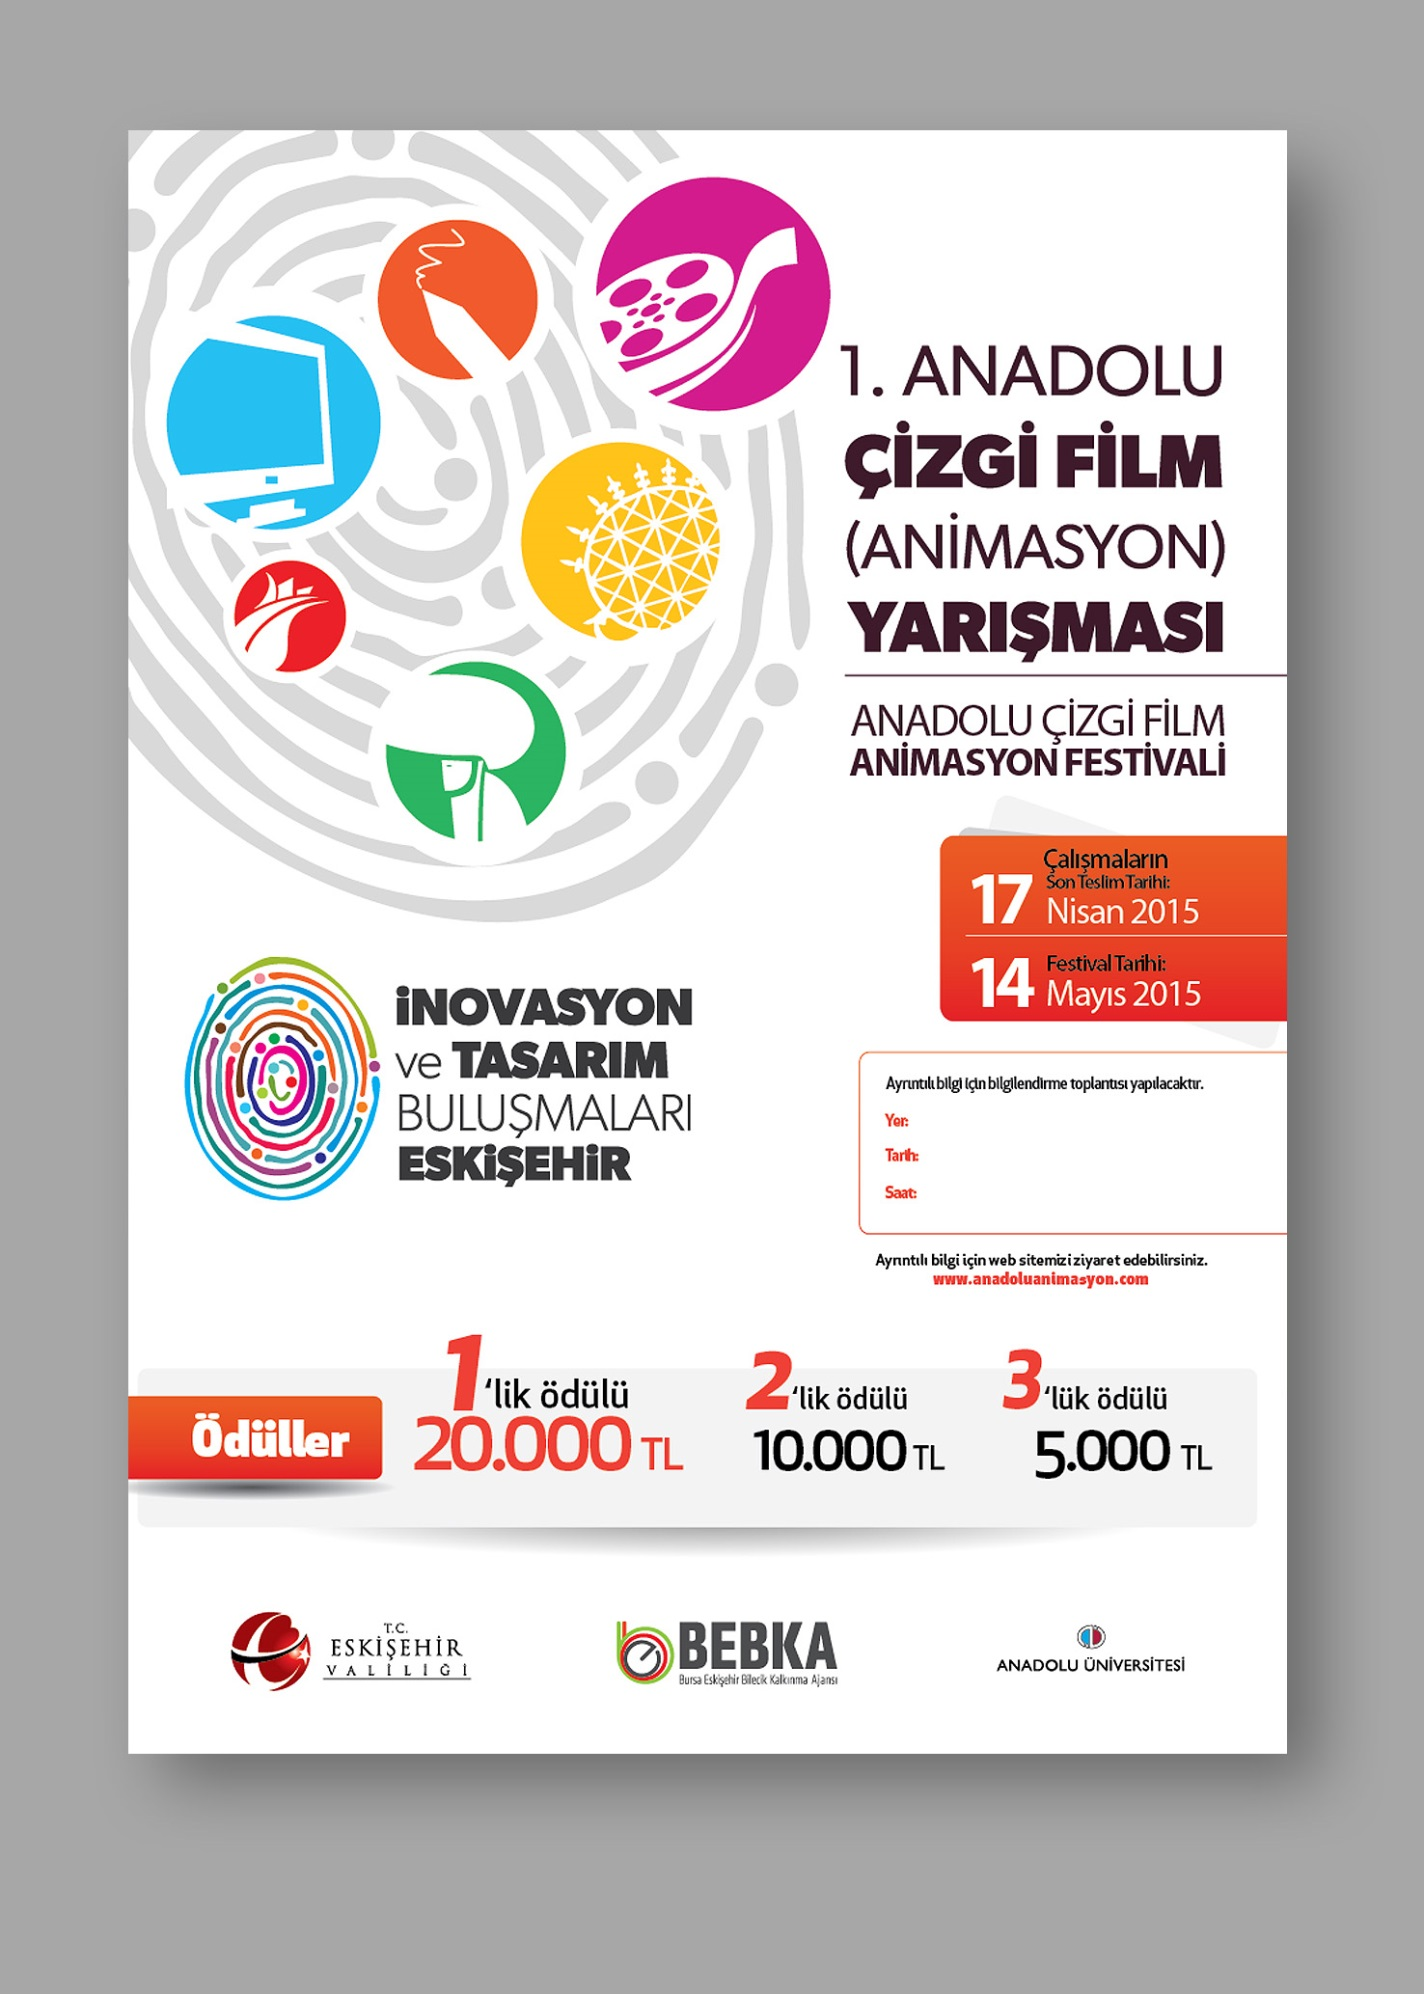 1. ANADOLU
ÇİZGİ FİLM
(ANİMASYON)
YARIŞMASI
ANADOLU ÇİZGİ FİLM
ANİMASYON FESTİVALİ
17 Çalışmaların
Son Teslim Tarihi:
Nisan 2015
14 Festival Tarihi:
Mayıs 2015
iNOVASYON
ve TASARIM
BULUŞMALARI
ESKiŞEHiR
Ayrıntılı bilgi için bilgilendirme toplantısı yapılacaktır.
Yer:
Tarih:
Saat:
Ayrıntılı bilgi için web sitemizi ziyaret edebilirsiniz.
www.anadoluanimasyon.com
Ödüller
1'lik ödülü
20.000 TL
2'lik ödülü
10.000 TL
3'lük ödülü
5.000 TL
T.C.
ESKİŞEHİR
VALİLİĞİ
BEBKA
Bursa Eskişehir Bilecik Kalkınma Ajansı
ANADOLU ÜNİVERSİTESİ